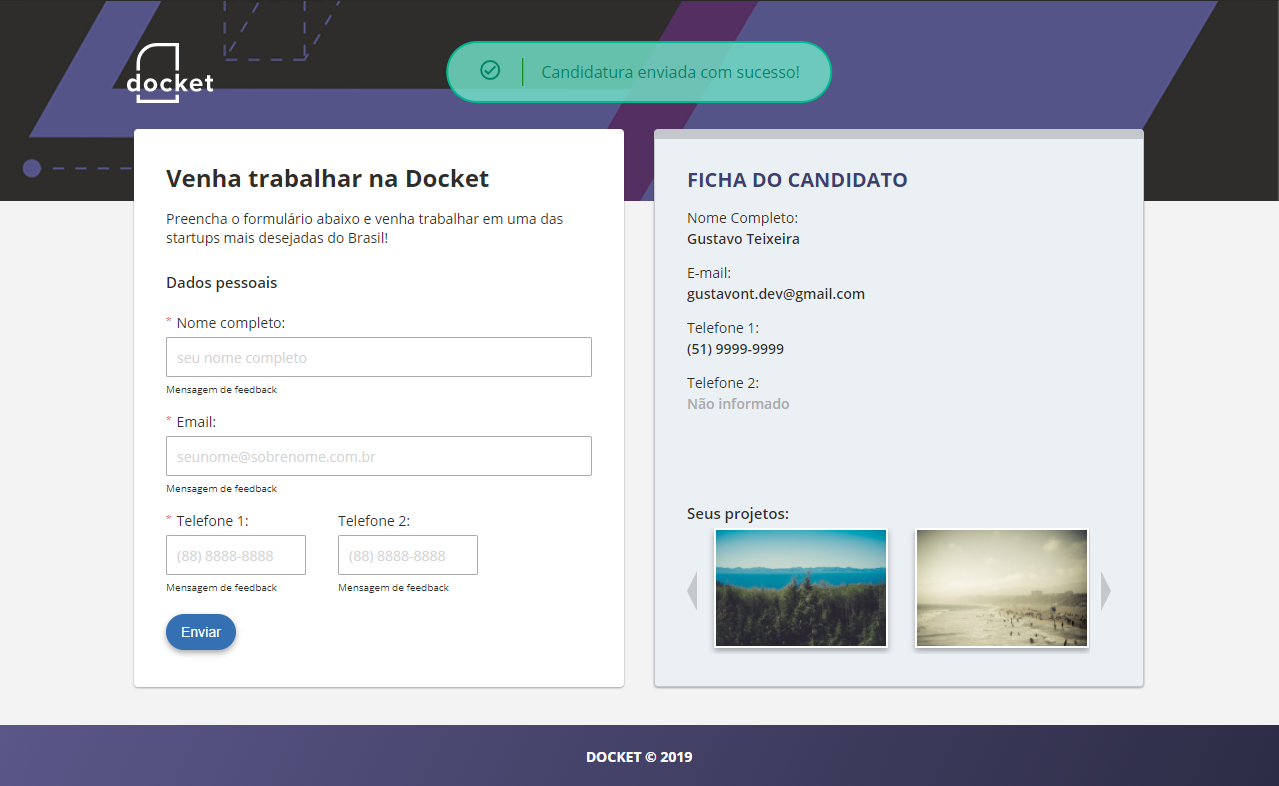 docket
Candidatura enviada com sucesso!
Venha trabalhar na Docket
Preencha o formulário abaixo e venha trabalhar em uma das
startups mais desejadas do Brasil!
Dados pessoais
* Nome completo:
seu nome completo
Mensagem de feedback
* Email:
seunome@sobrenome.com.br
Mensagem de feedback
* Telefone 1: Telefone 2:
(88) 8888-8888 (88) 8888-8888
Mensagem de feedback Mensagem de feedback
Enviar
FICHA DO CANDIDATO
Nome Completo:
Gustavo Teixeira
E-mail:
gustavont.dev@gmail.com
Telefone 1:
(51) 9999-9999
Telefone 2:
Não informado
Seus projetos:
DOCKET © 2019